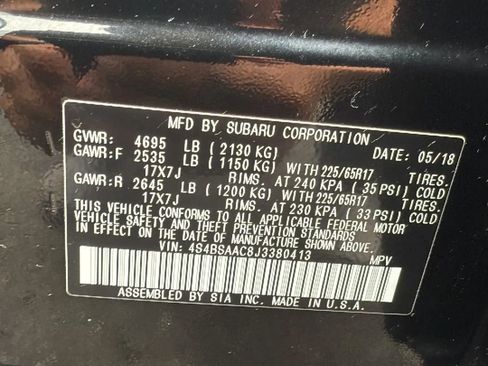 MFD BY SUBARU CORPORATION DATE: 05/18
GVWR: 4695 LB (2130 KG)
GAWR:F 2535 LB (1150 KG) WITH 225/65R17 TIRES.
17X7J RIMS, AT 240 KPA (35 PSI) COLD
GAWR:R 2645 LB (1200 KG) WITH 225/65R17 TIRES.
17X7J RIMS, AT 230 KPA (33 PSI) COLD
THIS VEHICLE CONFORMS TO ALL APPLICABLE FEDERAL MOTOR
VEHICLE SAFETY STANDARDS
IN EFFECT ON THE DATE OF MANUFACTURE SHOWN ABOVE.
VIN: 4S4BSAAC8J3380413 MPV
ASSEMBLED BY SIA INC. MADE IN U.S.A.